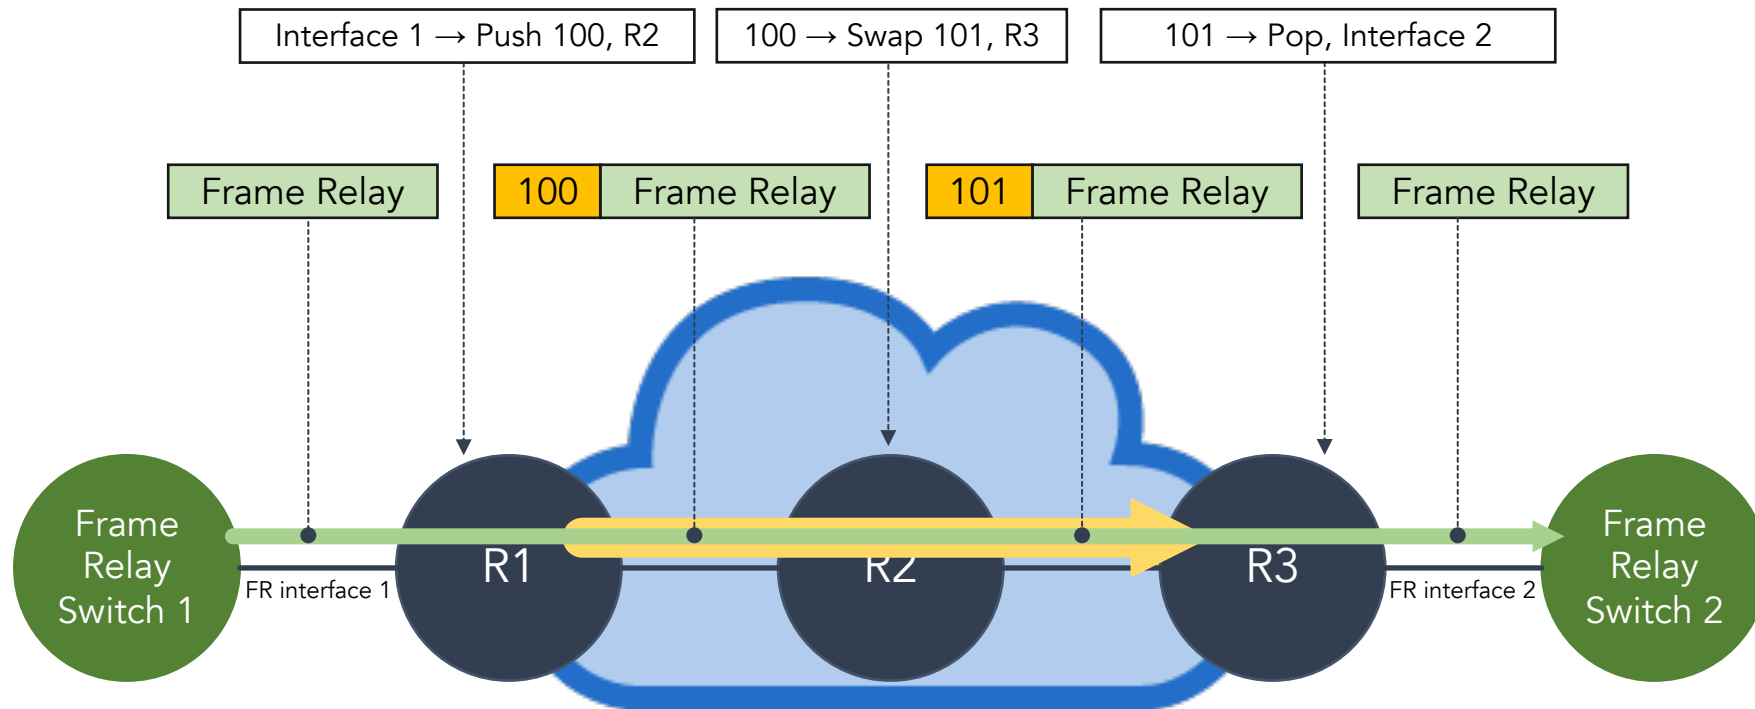 Interface 1 → Push 100, R2
100 → Swap 101, R3
101 → Pop, Interface 2
Frame Relay
100
Frame Relay
101
Frame Relay
Frame Relay
Frame
Relay
Switch 1
FR interface 1
R1
R2
R3
FR interface 2
Frame
Relay
Switch 2